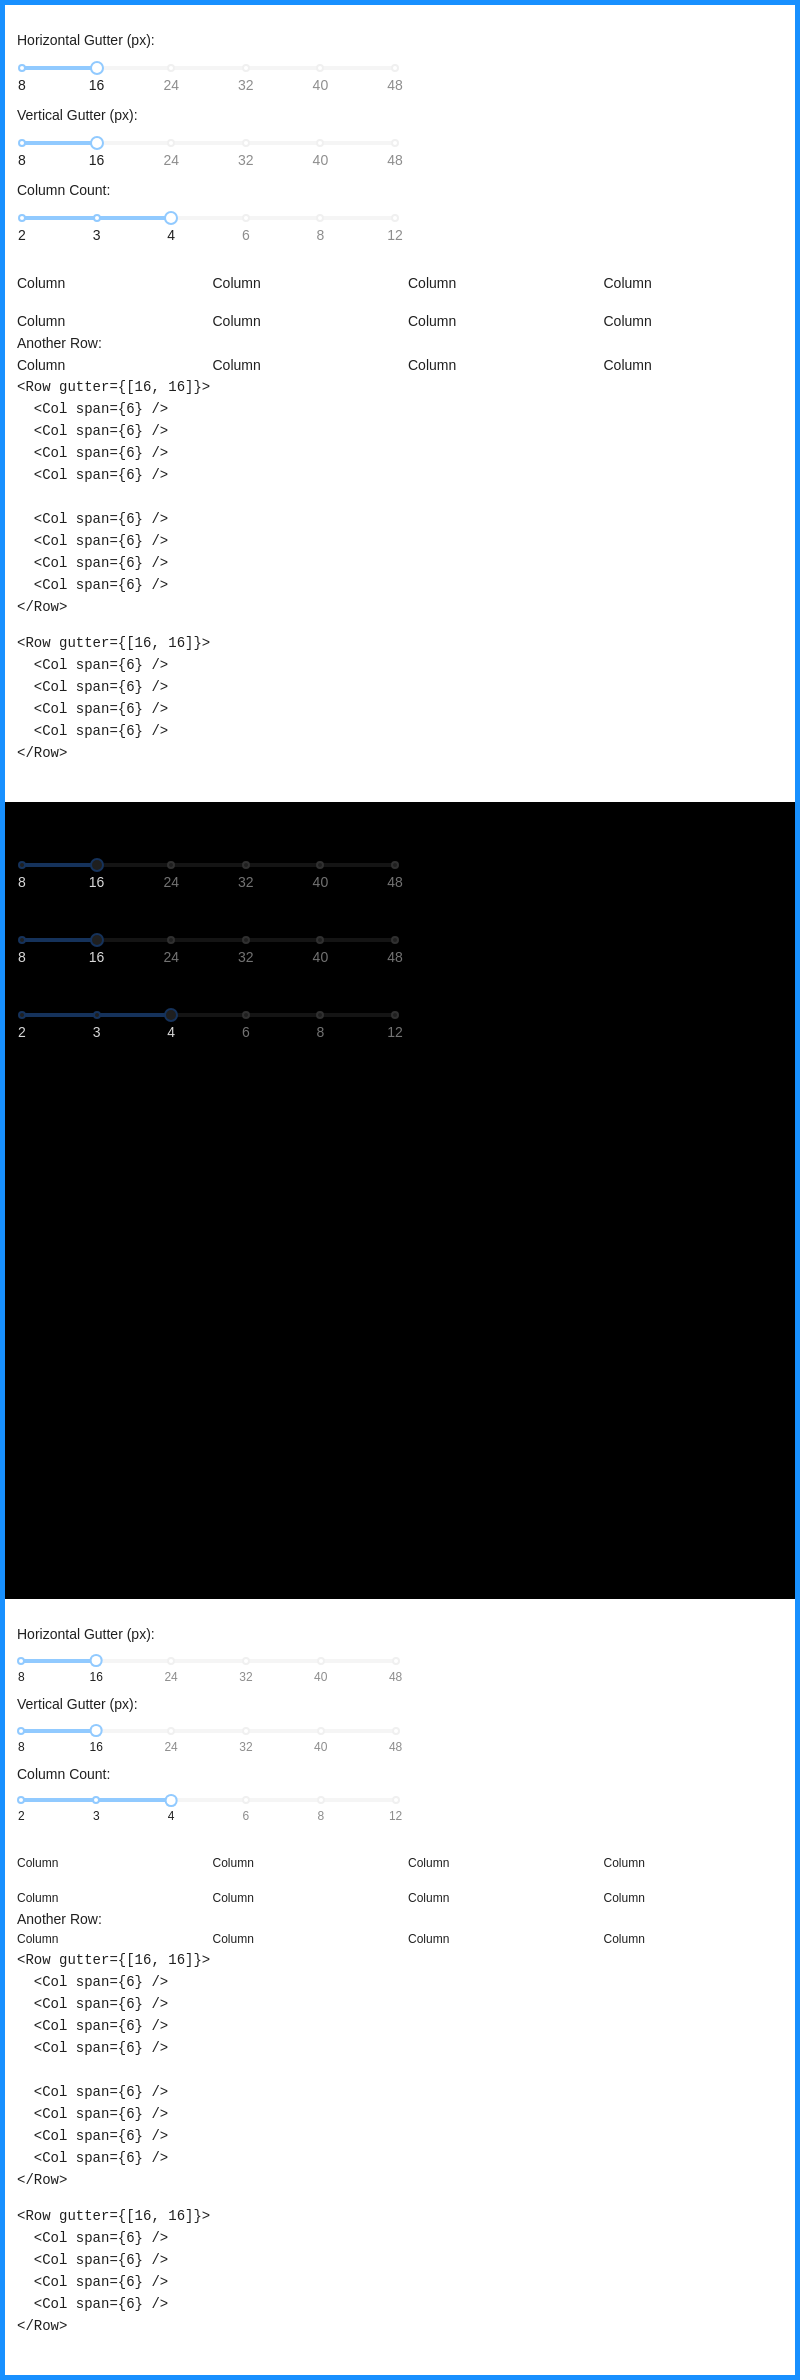 Horizontal Gutter (px):
8 16 24 32 40 48
Vertical Gutter (px):
8 16 24 32 40 48
Column Count:
2 3 4 6 8 12
Column Column Column Column
Column Column Column Column
Another Row:
Column Column Column Column
<Row gutter={[16, 16]}>
  <Col span={6} />
  <Col span={6} />
  <Col span={6} />
  <Col span={6} />
  <Col span={6} />
  <Col span={6} />
  <Col span={6} />
  <Col span={6} />
</Row>
<Row gutter={[16, 16]}>
  <Col span={6} />
  <Col span={6} />
  <Col span={6} />
  <Col span={6} />
</Row>
8 16 24 32 40 48
8 16 24 32 40 48
2 3 4 6 8 12
Horizontal Gutter (px):
8 16 24 32 40 48
Vertical Gutter (px):
8 16 24 32 40 48
Column Count:
2 3 4 6 8 12
Column Column Column Column
Column Column Column Column
Another Row:
Column Column Column Column
<Row gutter={[16, 16]}>
  <Col span={6} />
  <Col span={6} />
  <Col span={6} />
  <Col span={6} />
  <Col span={6} />
  <Col span={6} />
  <Col span={6} />
  <Col span={6} />
</Row>
<Row gutter={[16, 16]}>
  <Col span={6} />
  <Col span={6} />
  <Col span={6} />
  <Col span={6} />
</Row>